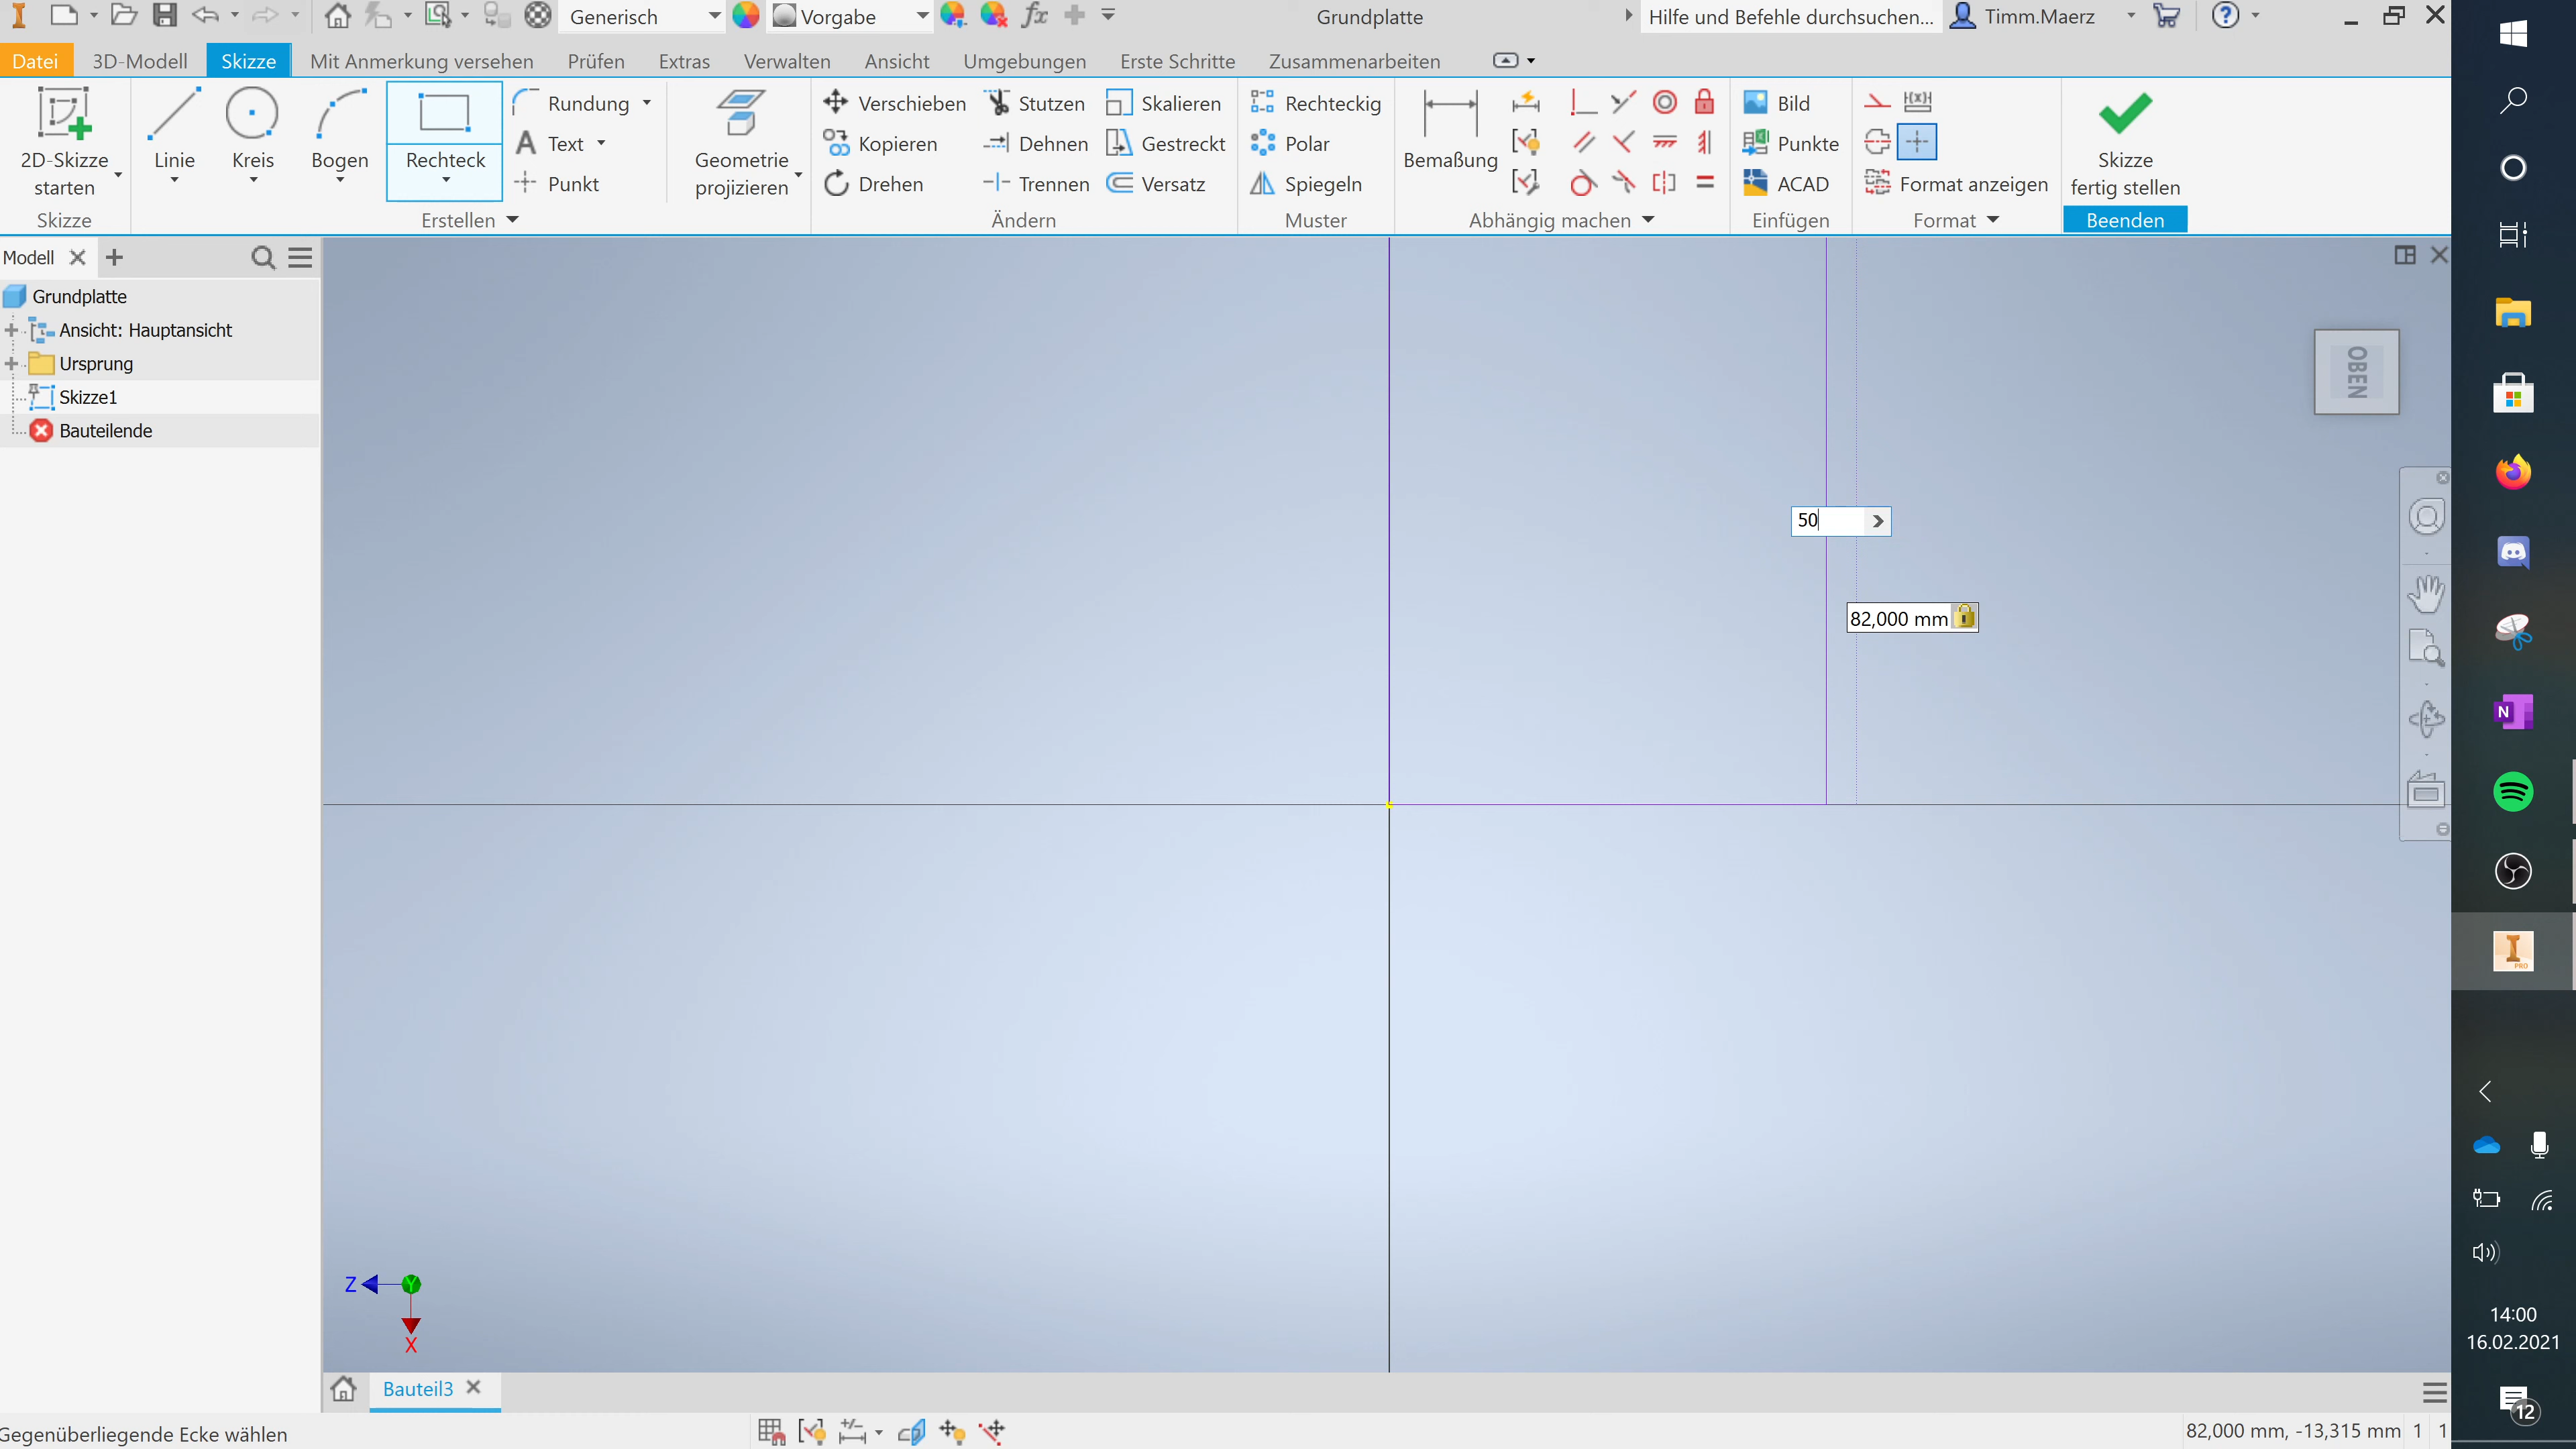 Generisch Vorgabe fx Grundplatte Hilfe und Befehle durchsuchen... Timm.Maerz
Datei 3D-Modell Skizze Mit Anmerkung versehen Prüfen Extras Verwalten Ansicht Umgebungen Erste Schritte Zusammenarbeiten
2D-Skizze
starten
Linie
Kreis
Bogen
Rechteck
Rundung
Text
Punkt
Geometrie
projizieren
Verschieben
Kopieren
Drehen
Stutzen
Dehnen
Trennen
Skalieren
Gestreckt
Versatz
Rechteckig
Polar
Spiegeln
Bemaßung
Bild
Punkte
ACAD
Format anzeigen
Skizze
fertig stellen
Skizze Erstellen Ändern Muster Abhängig machen Einfügen Format Beenden
Modell
Grundplatte
Ansicht: Hauptansicht
Ursprung
Skizze1
Bauteilende
OBEN
50
82,000 mm
Z
Y
X
Bauteil3
Gegenüberliegende Ecke wählen
82,000 mm, -13,315 mm 1 1
N
I
PRO
14:00
16.02.2021
12